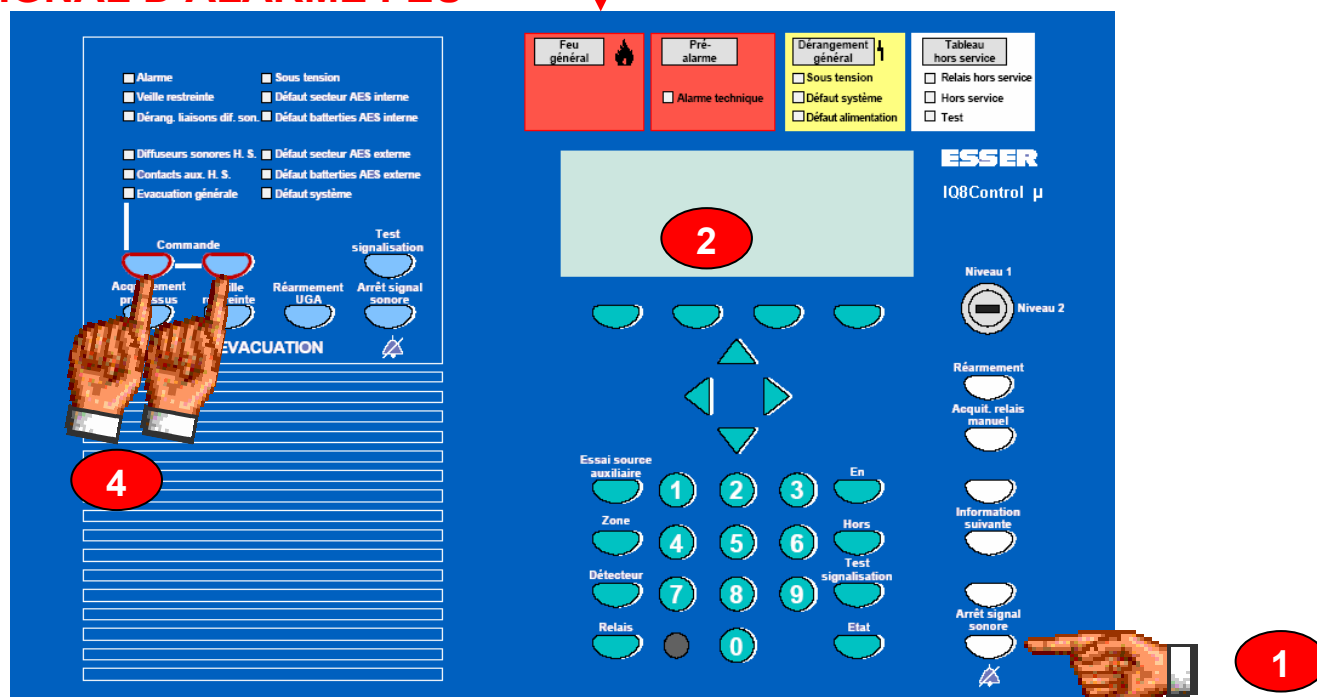 IGNAL D'ALARME FEU
Alarme
Veille restreinte
Dérang. liaisons dif. son.
Sous tension
Défaut secteur AES interne
Défaut batterties AES interne
Diffuseurs sonores H. S.
Contacts aux. H. S.
Evacuation générale
Défaut secteur AES externe
Défaut batterties AES externe
Défaut système
Commande
Test
signalisation
Réarmement
UGA
Arrêt signal
sonore
EVACUATION
4
Feu
général
Pré-
alarme
Alarme technique
Dérangement
général
Sous tension
Défaut système
Défaut alimentation
Tableau
hors service
Relais hors service
Hors service
Test
ESSER
IQ8Control µ
2
Niveau 1
Niveau 2
Réarmement
Acquit. relais
manuel
Information
suivante
Arrêt signal
sonore
1
Essai source
auxiliaire
1
2
3
En
Zone
4
5
6
Hors
Détecteur
7
8
9
Test
signalisation
Relais
0
Etat